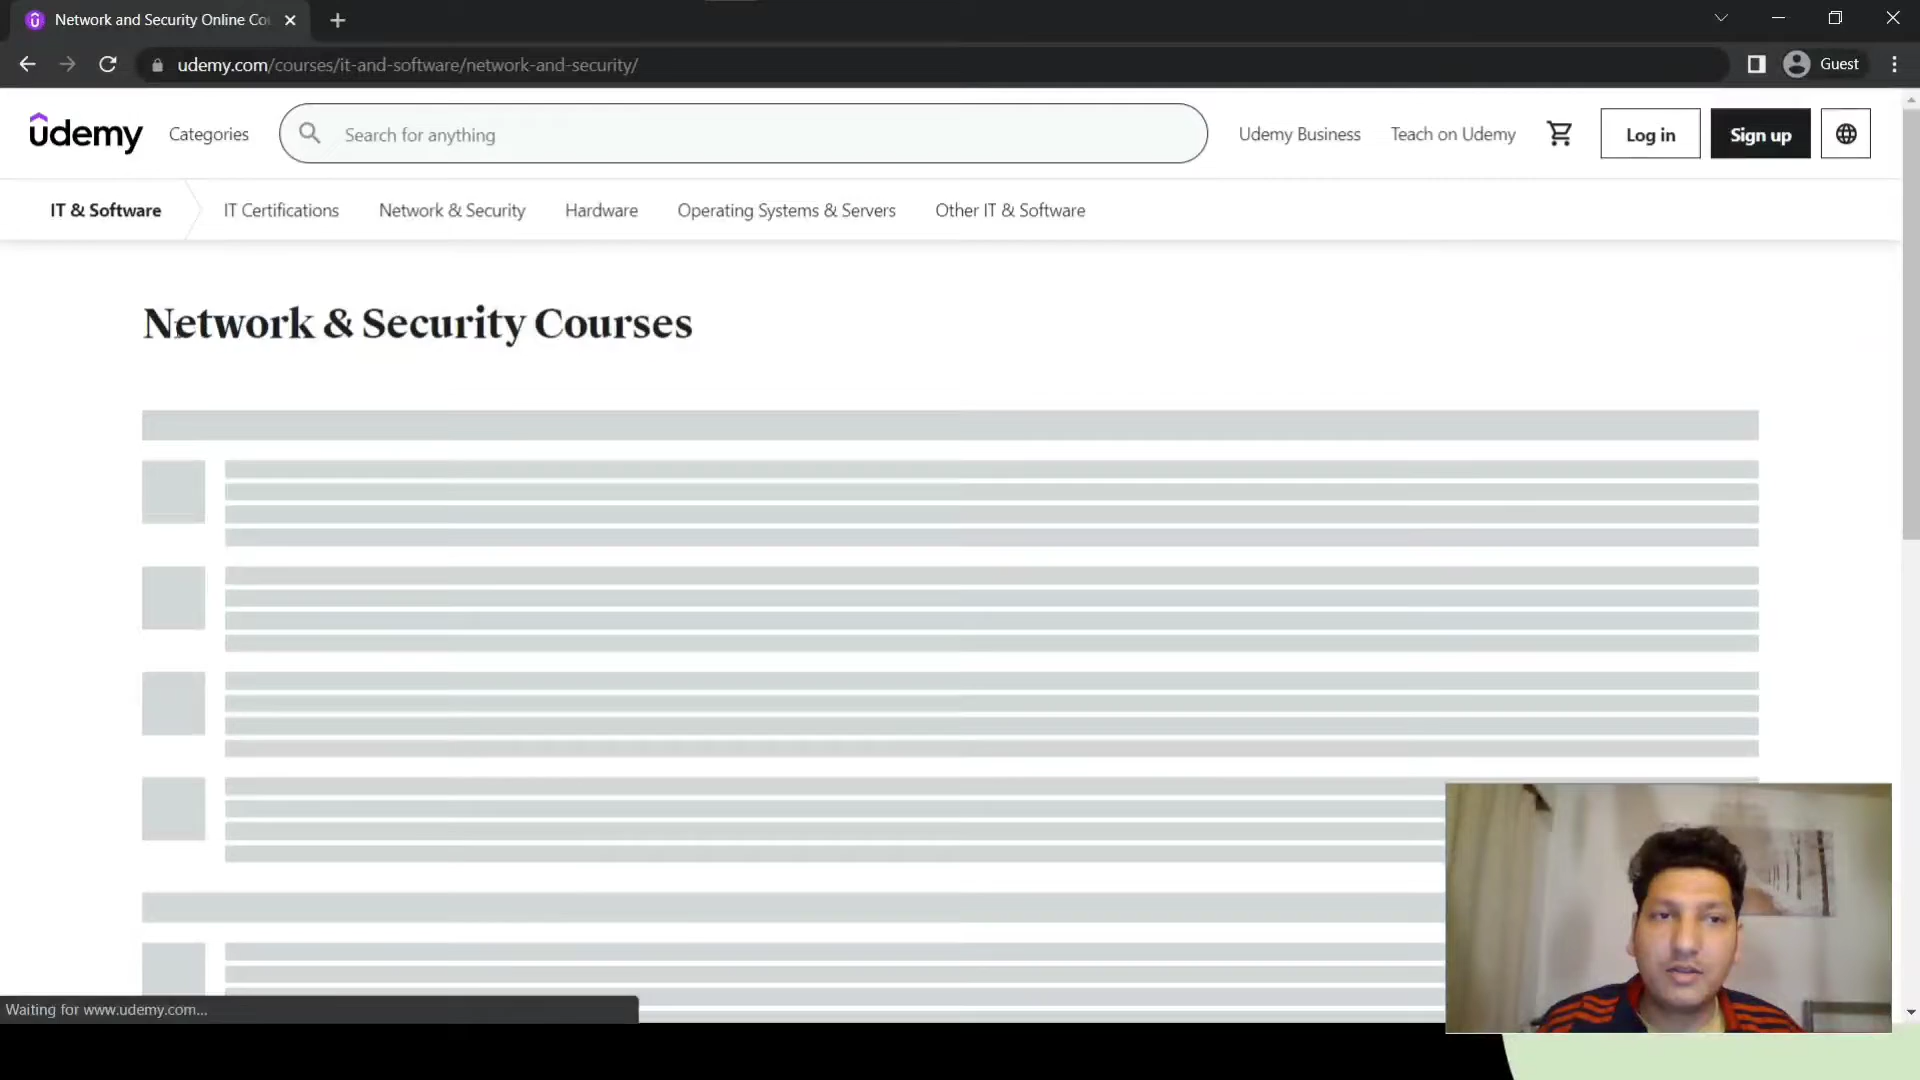 Network and Security Online Co
udemy.com/courses/it-and-software/network-and-security/
Guest
ûdemy
Categories
Search for anything
Udemy Business
Teach on Udemy
Log in
Sign up
IT & Software
IT Certifications
Network & Security
Hardware
Operating Systems & Servers
Other IT & Software
Network & Security Courses
Waiting for www.udemy.com...